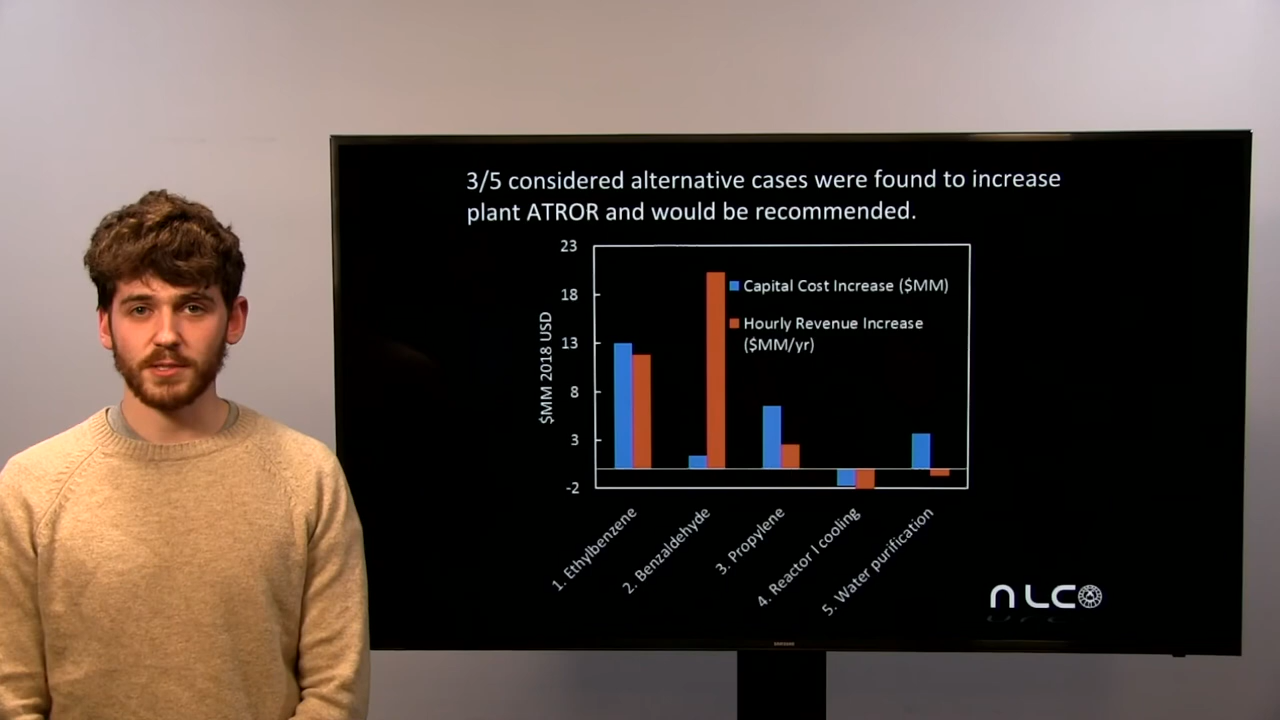 3/5 considered alternative cases were found to increase
plant ATROR and would be recommended.
23
18
13
8
3
-2
$MM 2018 USD
Capital Cost Increase ($MM)
Hourly Revenue Increase
($MM/yr)
1. Ethylbenzene
2. Benzaldehyde
3. Propylene
4. Reactor I cooling
5. Water purification
NLC
SAMSUNG